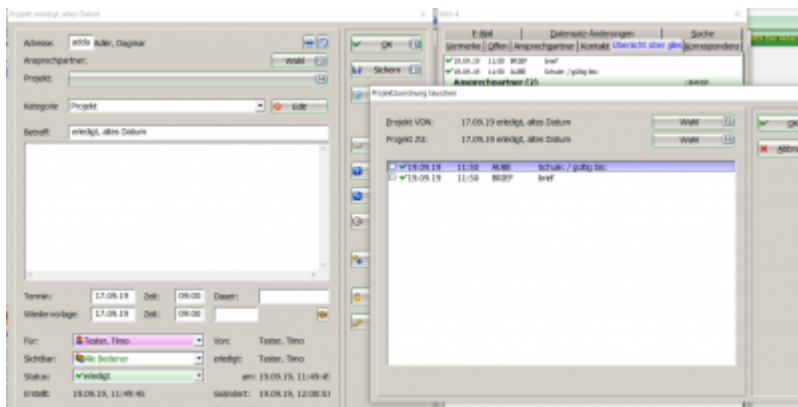 Projekt erledigt, altes Datum
Adresse: adda Adler, Dagmar
Ansprechpartner: Wahl
Projekt:
Kategorie Projekt Edit
Betreff: erledigt, altes Datum
Termin: 17.09.19 Zeit: 09:00 Dauer:
Wiedervorlage: 17.09.19 Zeit: 09:00
Für: Tester, Timo Von: Tester, Timo
Sichtbar: Alle Bediener erledigt: Tester, Timo
Status: erledigt am: 19.09.19, 11:49:45
Erstellt: 19.09.19, 11:49:45 Geändert: 19.09.19, 12:00:51
OK
Sichern
Info 4
E-Mail Datensatz-Änderungen Suche
Vermerke Offen Ansprechpartner Kontakt Übersicht über alles Korrespondenz
19.09.19 11:50 BRIEF brief
19.09.19 11:50 AUBE Schule: / gültig bis:
Ansprechpartner
Projektzuordnung tauschen
Projekt VON: 17.09.19 erledigt, altes Datum Wahl
Projekt ZU: 17.09.19 erledigt, altes Datum Wahl
19.09.19 11:50 AUBE Schule: / gültig bis:
19.09.19 11:50 BRIEF brief
OK